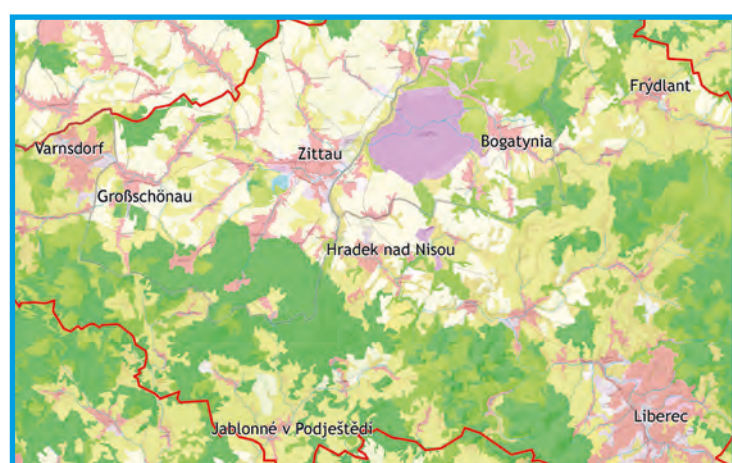 Frýdlant
Varnsdorf
Zittau
Bogatynia
Großschönau
Hradek nad Nisou
Liberec
Jablonné v Podještědí